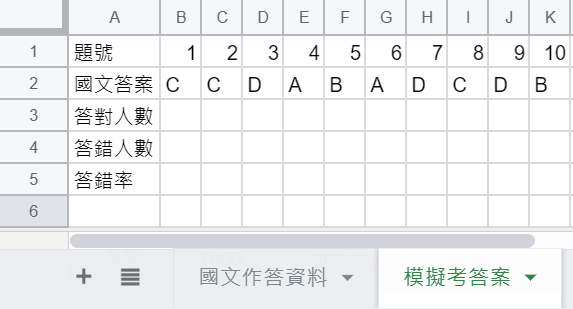 A B C D E F G H I J K
1 題號 1 2 3 4 5 6 7 8 9 10
2 國文答案 C C D A B A D C D B
3 答對人數
4 答錯人數
5 答錯率
6
國文作答資料 模擬考答案